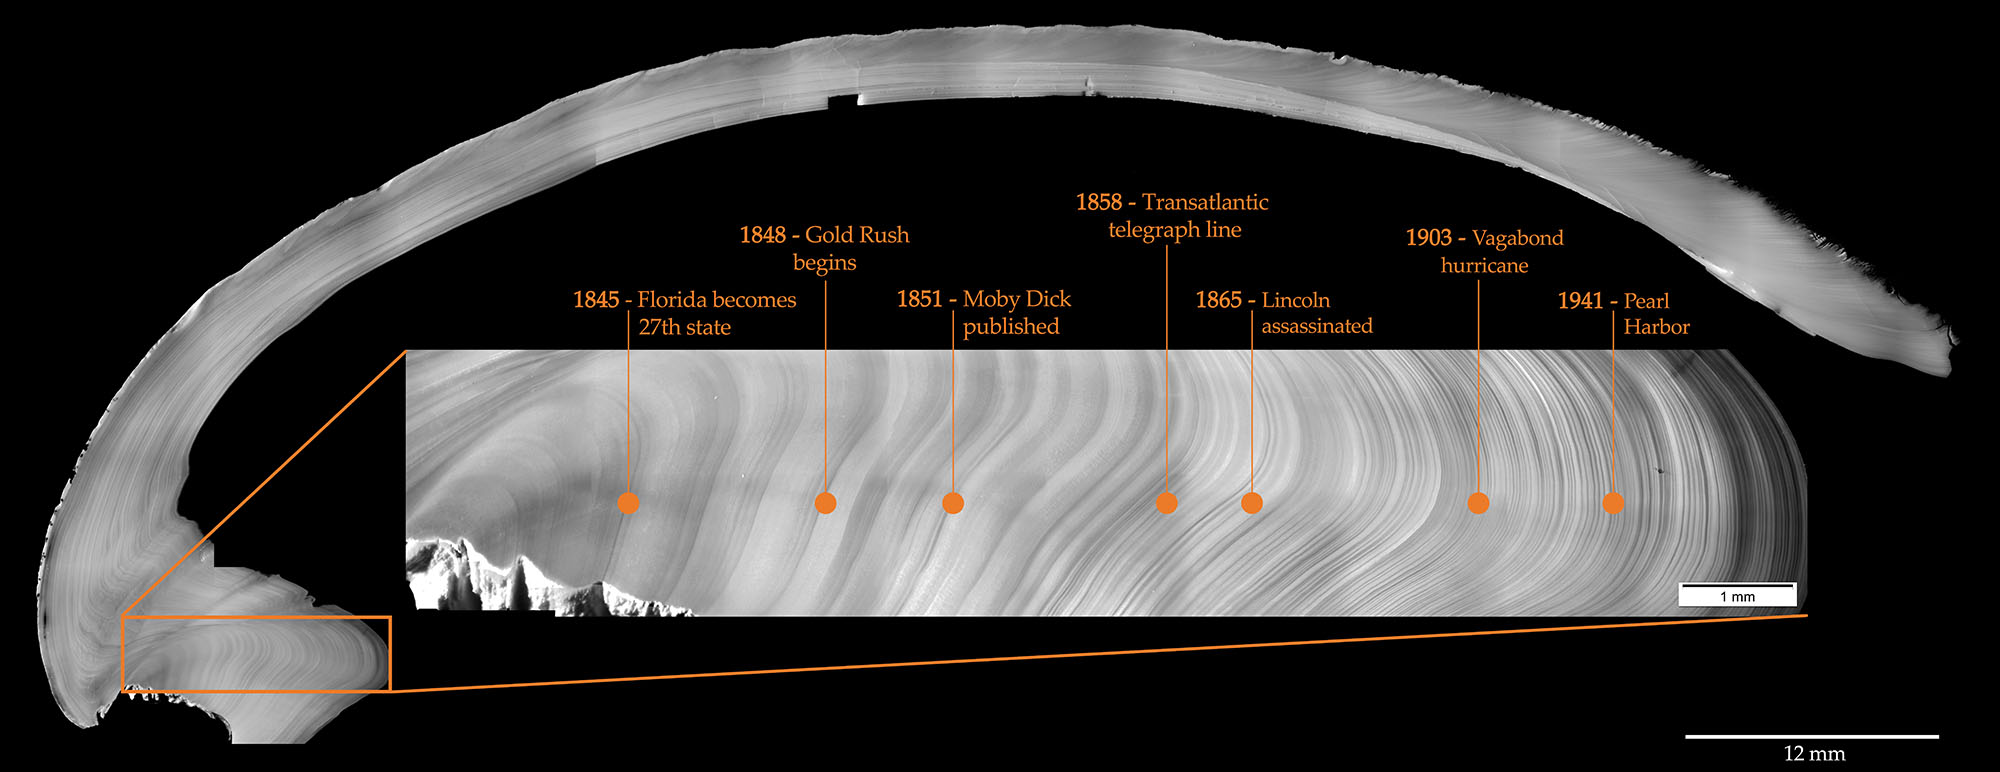 1858 - Transatlantic
telegraph line
1848 - Gold Rush
begins
1903 - Vagabond
hurricane
1845 - Florida becomes
27th state
1851 - Moby Dick
published
1865 - Lincoln
assassinated
1941 - Pearl
Harbor
1 mm
12 mm